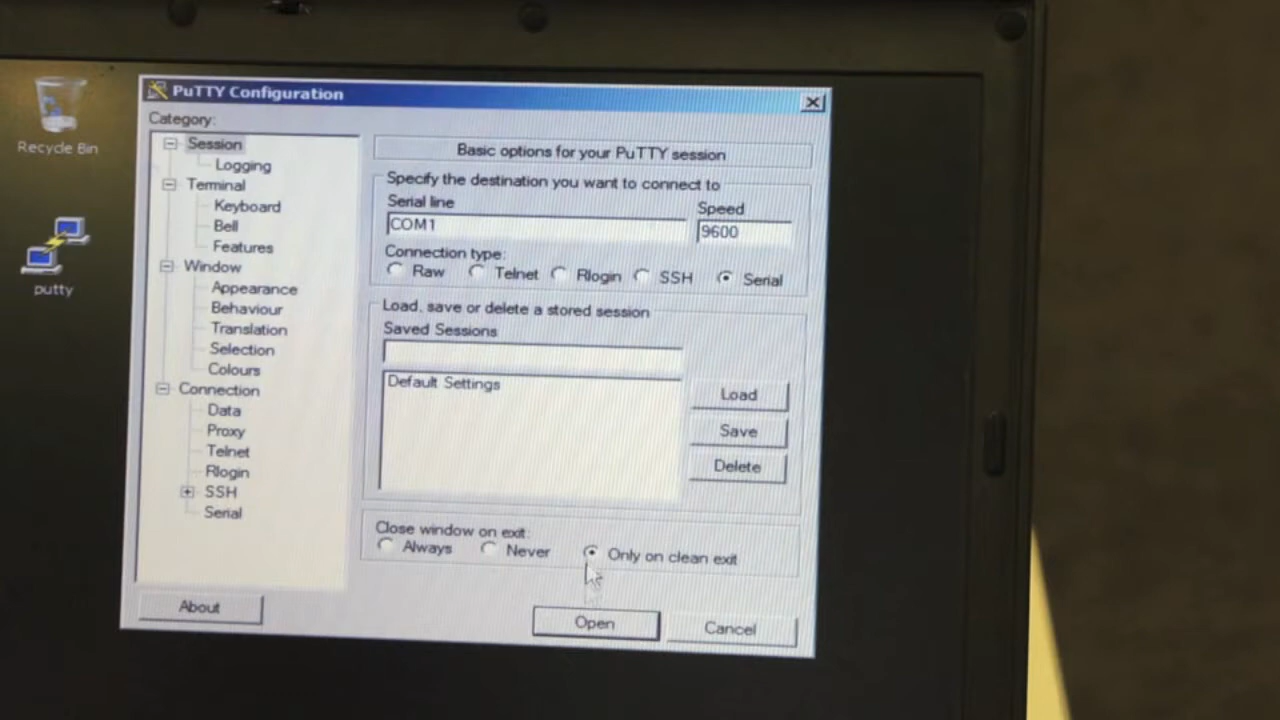 Recycle Bin
putty
PuTTY Configuration
Category:
Session
Logging
Terminal
Keyboard
Bell
Features
Window
Appearance
Behaviour
Translation
Selection
Colours
Connection
Data
Proxy
Telnet
Rlogin
SSH
Serial
About
Basic options for your PuTTY session
Specify the destination you want to connect to
Serial line Speed
COM1 9600
Connection type:
Raw Telnet Rlogin SSH Serial
Load, save or delete a stored session
Saved Sessions
Default Settings
Load
Save
Delete
Close window on exit:
Always Never Only on clean exit
Open Cancel